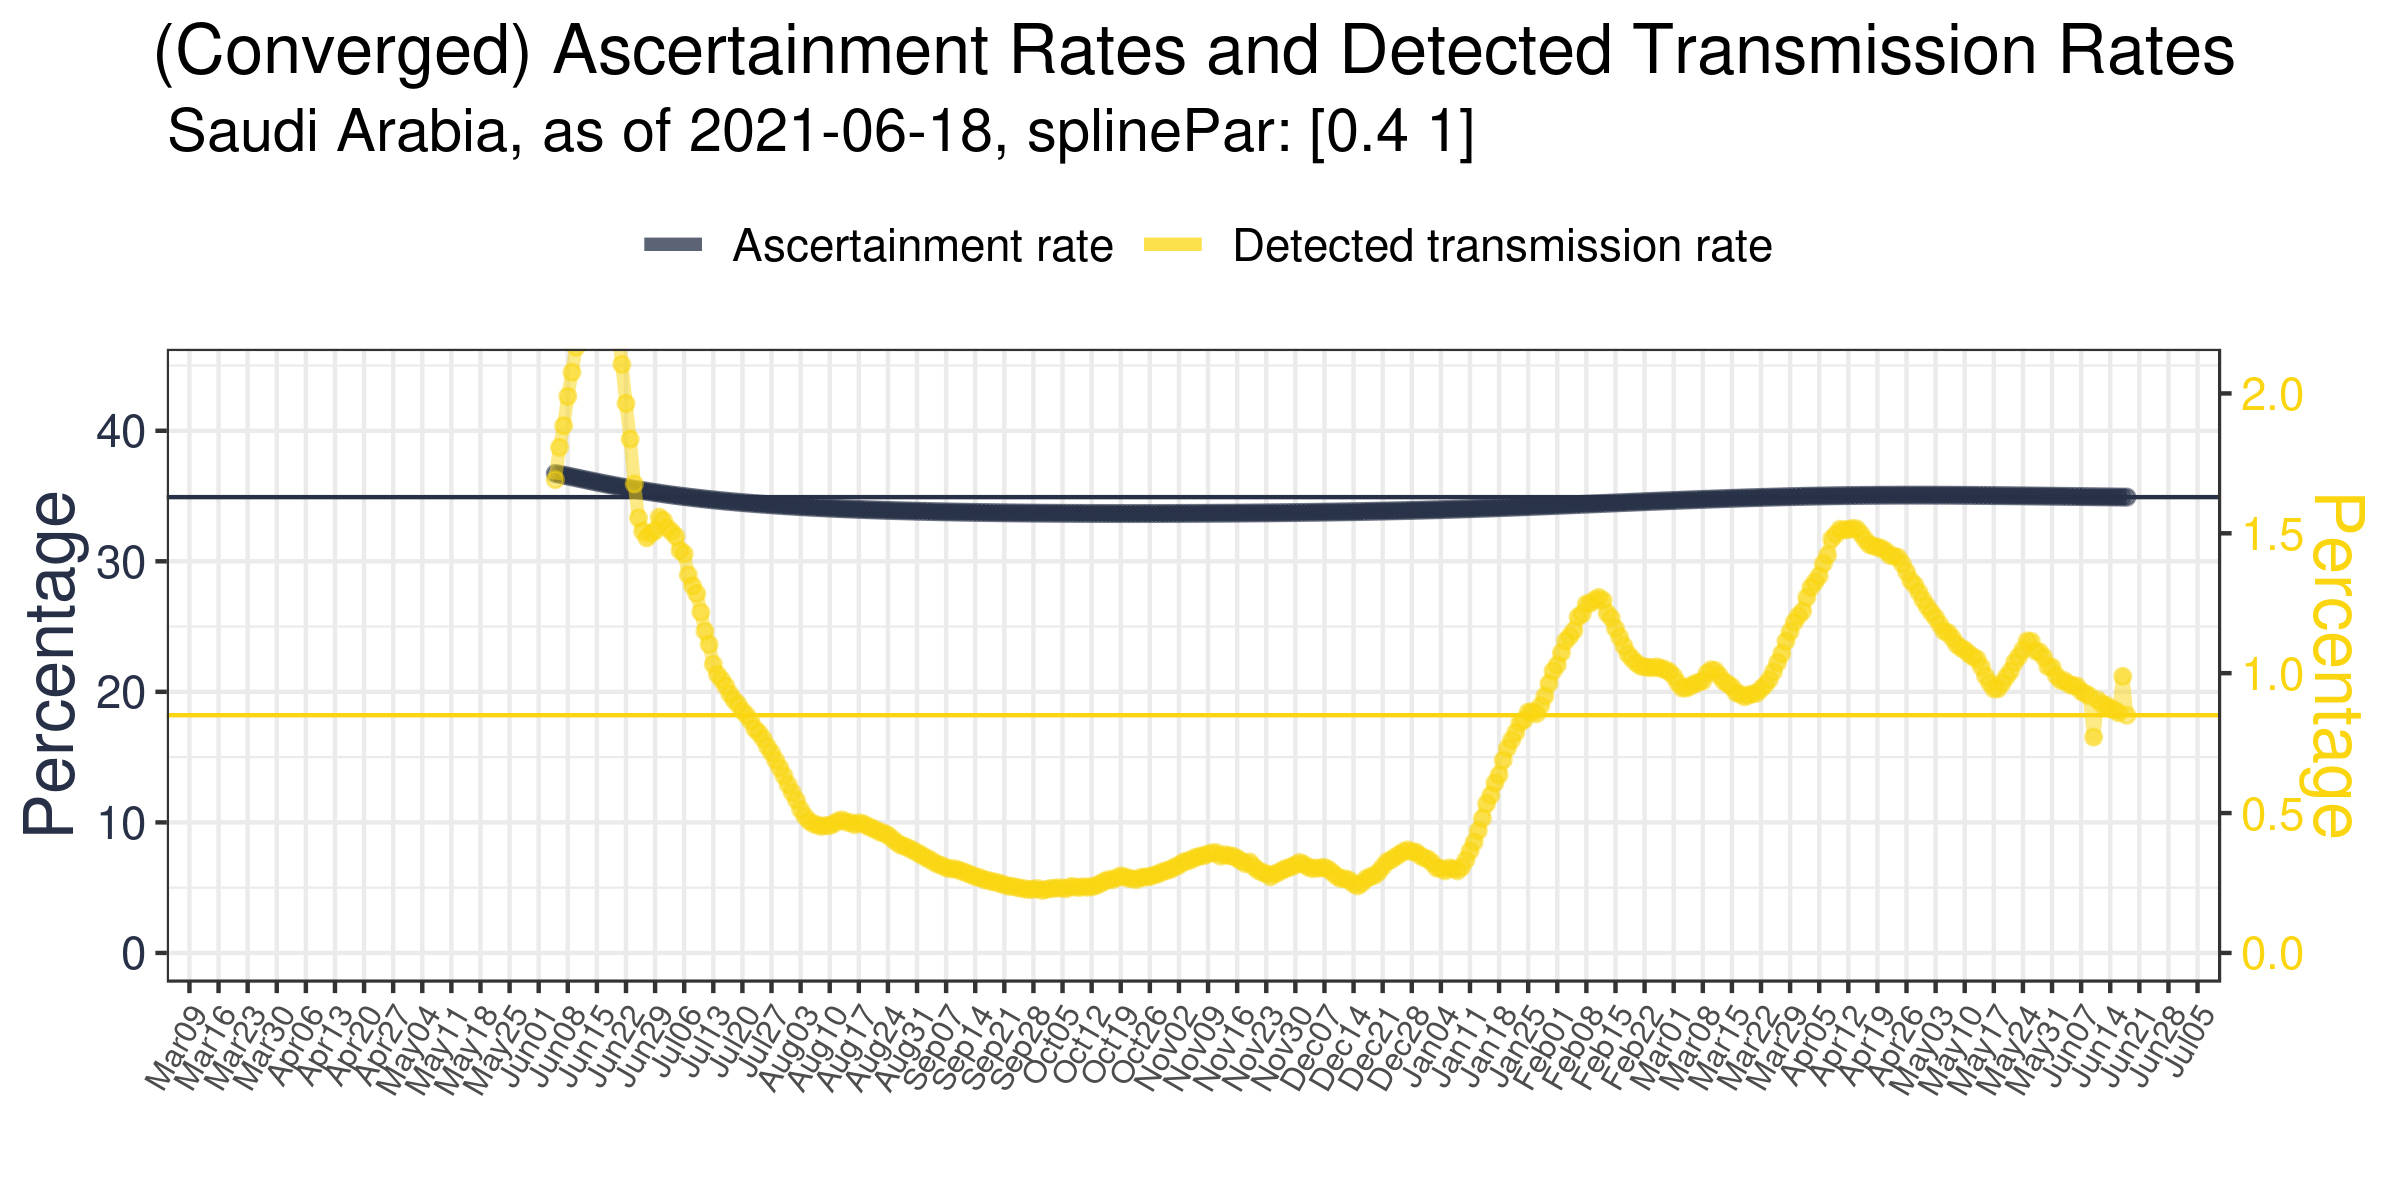 (Converged) Ascertainment Rates and Detected Transmission Rates
Saudi Arabia, as of 2021-06-18, splinePar: [0.4 1]
Ascertainment rate
Detected transmission rate
Percentage
40
30
20
10
0
2.0
1.5
1.0
0.5
0.0
Percentage
Mar09
Mar16
Mar23
Mar30
Apr06
Apr13
Apr20
Apr27
May04
May11
May18
May25
Jun01
Jun08
Jun15
Jun22
Jun29
Jul06
Jul13
Jul20
Jul27
Aug03
Aug10
Aug17
Aug24
Aug31
Sep07
Sep14
Sep21
Sep28
Oct05
Oct12
Oct19
Oct26
Nov02
Nov09
Nov16
Nov23
Nov30
Dec07
Dec14
Dec21
Dec28
Jan04
Jan11
Jan18
Jan25
Feb01
Feb08
Feb15
Feb22
Mar01
Mar08
Mar15
Mar22
Mar29
Apr05
Apr12
Apr19
Apr26
May03
May10
May17
May24
May31
Jun07
Jun14
Jun21
Jun28
Jul05